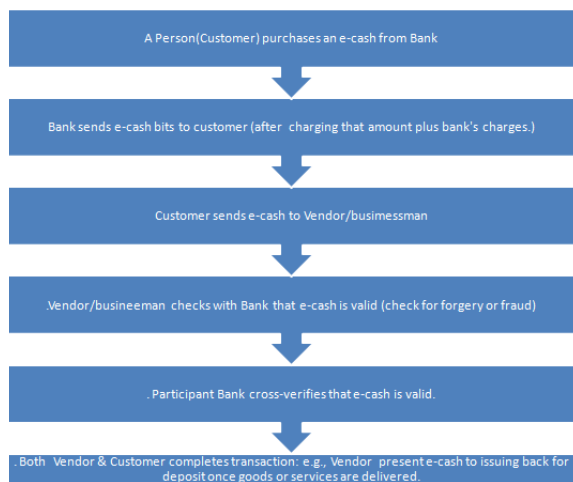 A Person(Customer) purchases an e-cash from Bank
Bank sends e-cash bits to customer (after charging that amount plus bank's charges.)
Customer sends e-cash to Vendor/busimessman
.Vendor/busineeman checks with Bank that e-cash is valid (check for forgery or fraud)
. Participant Bank cross-verifies that e-cash is valid.
. Both Vendor & Customer completes transaction: e.g., Vendor present e-cash to issuing back for
deposit once goods or services are delivered.